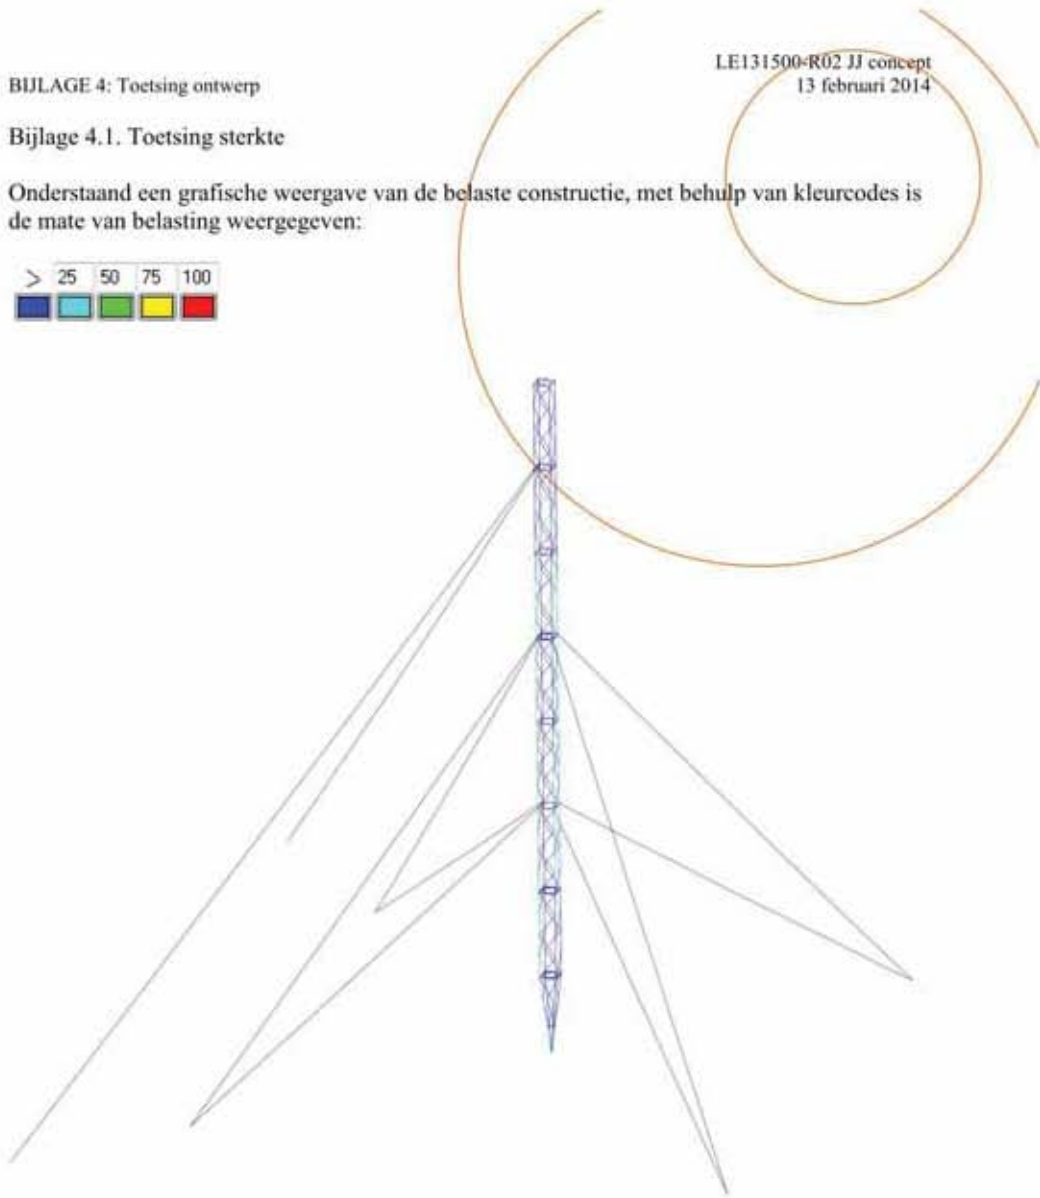 LE131500-R02 JJ concept
BIJLAGE 4: Toetsing ontwerp
13 februari 2014
Bijlage 4.1. Toetsing sterkte
Onderstaand een grafische weergave van de belaste constructie, met behulp van kleurcodes is
de mate van belasting weergegeven:
> 25 50 75 100